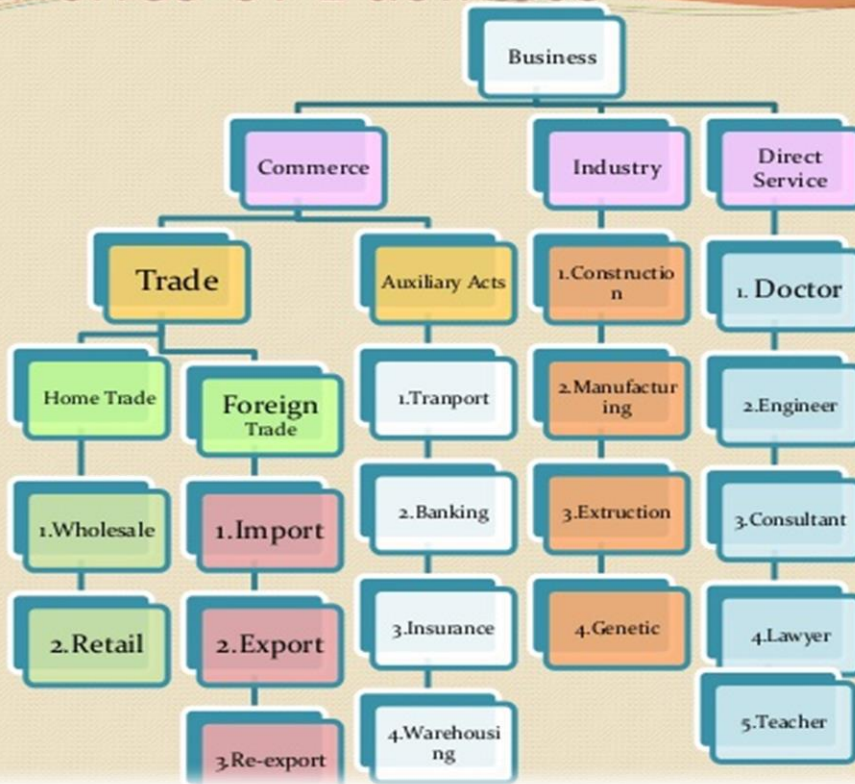 Business
Commerce
Industry
Direct
Service
Trade
Auxiliary Acts
1.Constructio
n
1. Doctor
Home Trade
Foreign
Trade
1.Tranport
2.Manufactur
ing
2.Engineer
1.Wholesale
1.Import
2.Banking
3.Extruction
3.Consultant
2.Retail
2.Export
3.Insurance
4.Genetic
4.Lawyer
3.Re-export
4.Warehousi
ng
5.Teacher